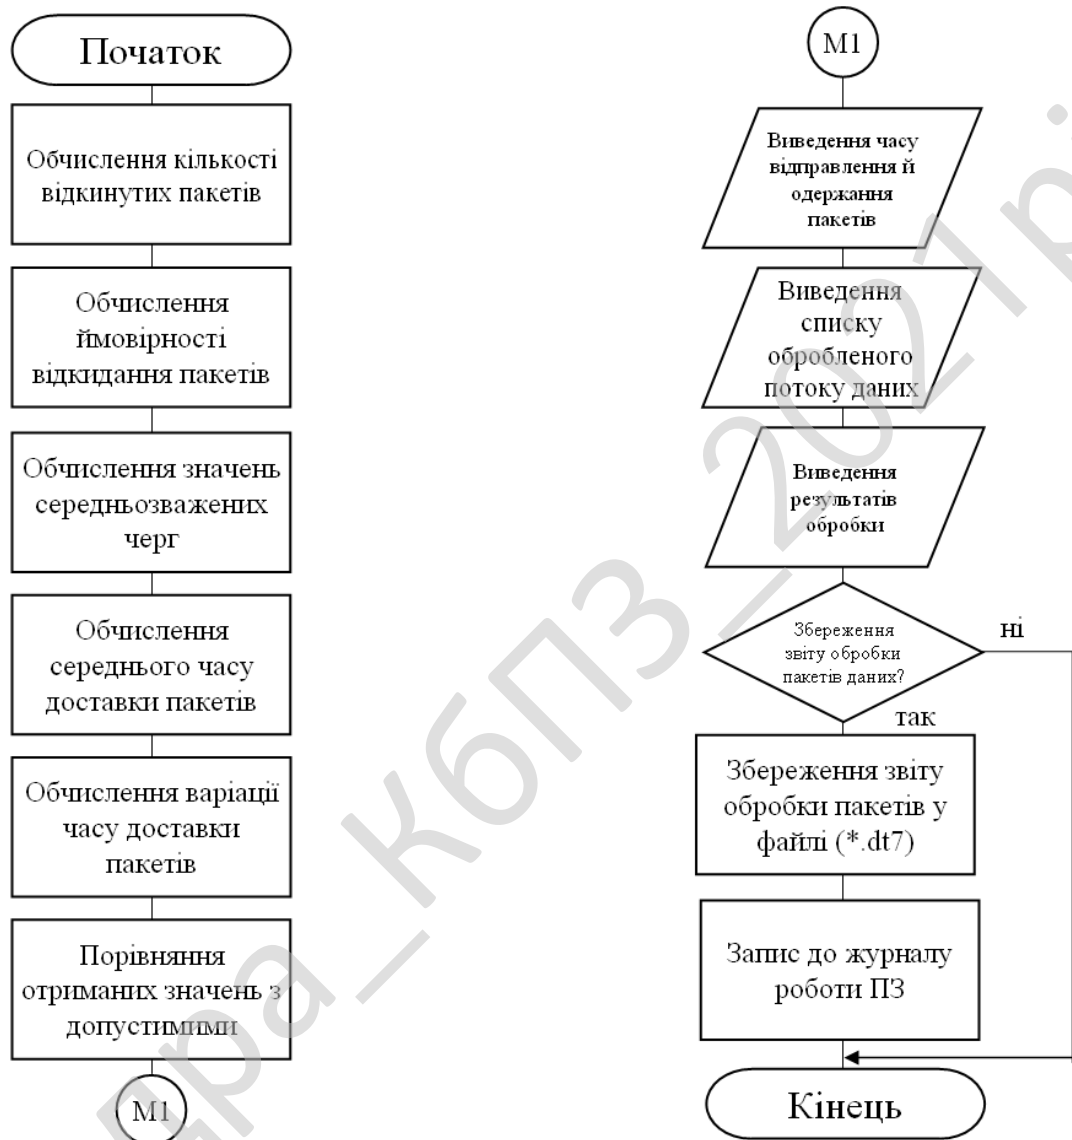 Початок
Обчислення кількості
відкинутих пакетів
Обчислення
ймовірності
відкидання пакетів
Обчислення значень
середньозважених
черг
Обчислення
середнього часу
доставки пакетів
Обчислення варіації
часу доставки
пакетів
Порівняння
отриманих значень з
допустимими
М1
М1
Виведення часу
відправлення й
одержання
пакетів
Виведення
списку
обробленого
потоку даних
Виведення
результатів
обробки
Збереження
звіту обробки
пакетів даних?
ні
так
Збереження звіту
обробки пакетів у
файлі (*.dt7)
Запис до журналу
роботи ПЗ
Кінець
дра_КбПЗ_2021рі